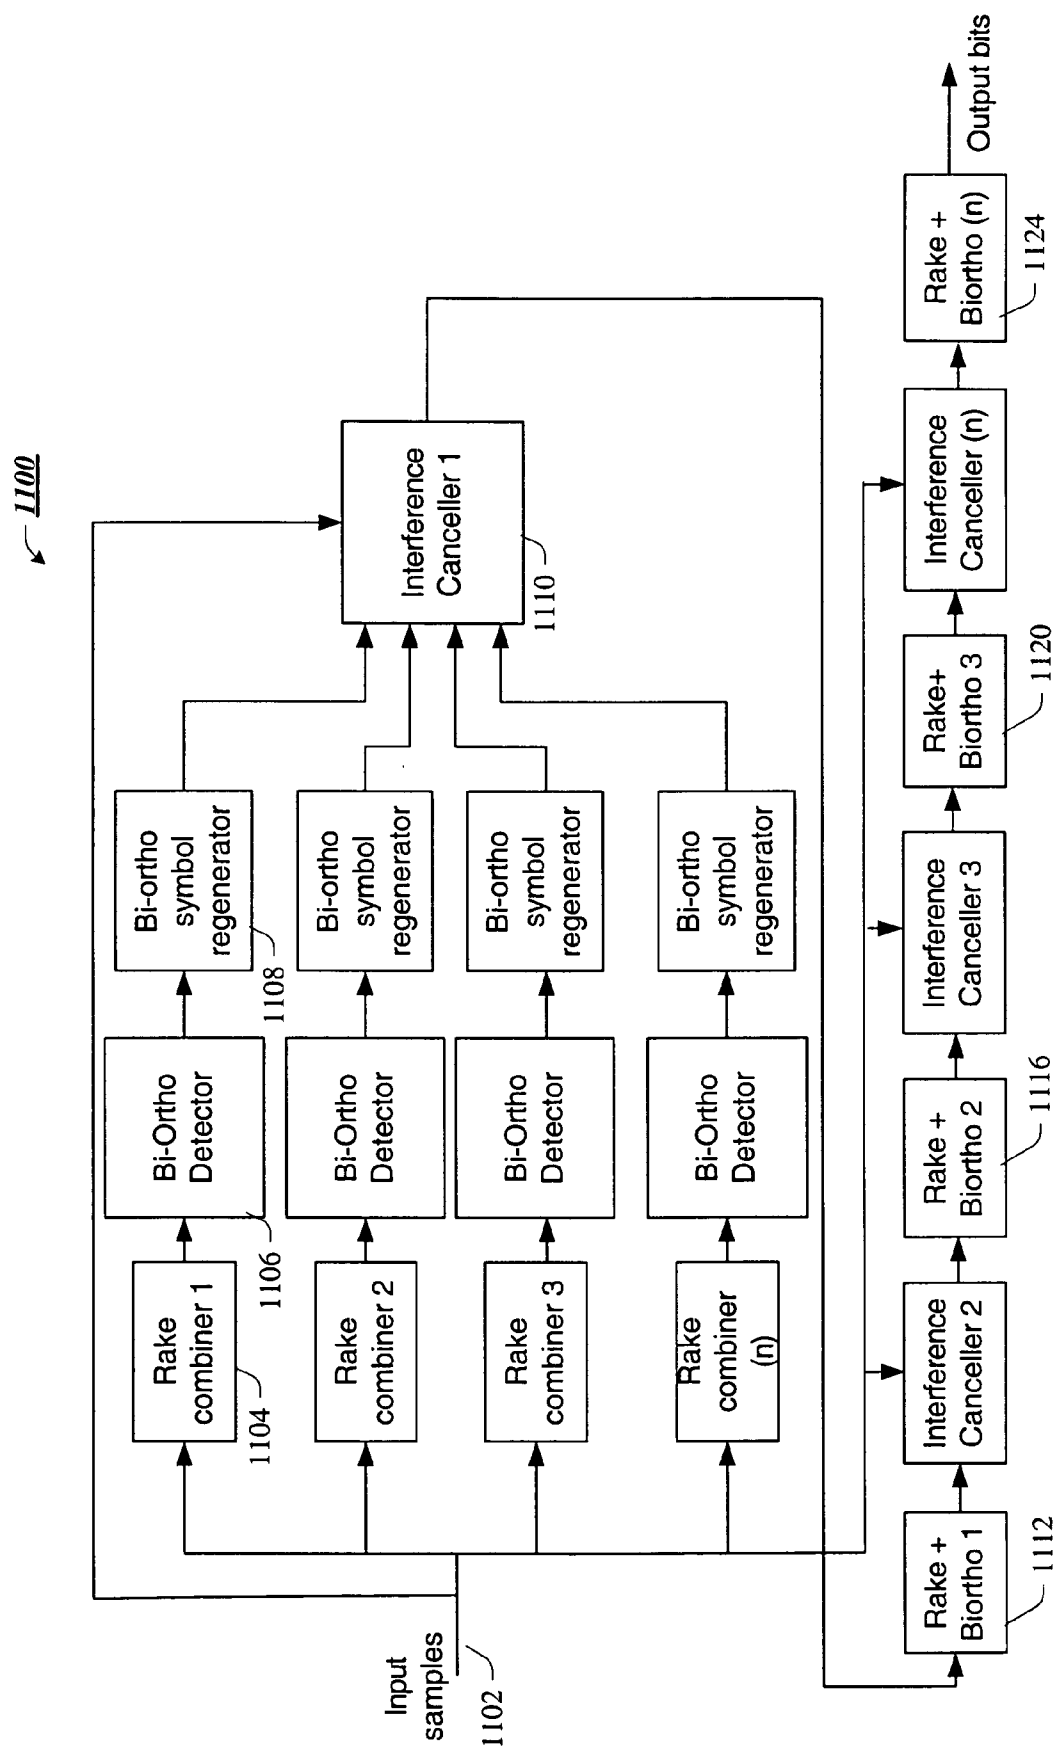 1100
Input
samples
1102
Rake
combiner 1
1104
Bi-Ortho
Detector
1106
Bi-ortho
symbol
regenerator
1108
Rake
combiner 2
Bi-Ortho
Detector
Bi-ortho
symbol
regenerator
Rake
combiner 3
Bi-Ortho
Detector
Bi-ortho
symbol
regenerator
Rake
combiner
(n)
Bi-Ortho
Detector
Bi-ortho
symbol
regenerator
Interference
Canceller 1
1110
Rake +
Biortho 1
1112
Interference
Canceller 2
Rake +
Biortho 2
1116
Interference
Canceller 3
Rake+
Biortho 3
1120
Interference
Canceller (n)
Rake +
Biortho (n)
1124
Output bits